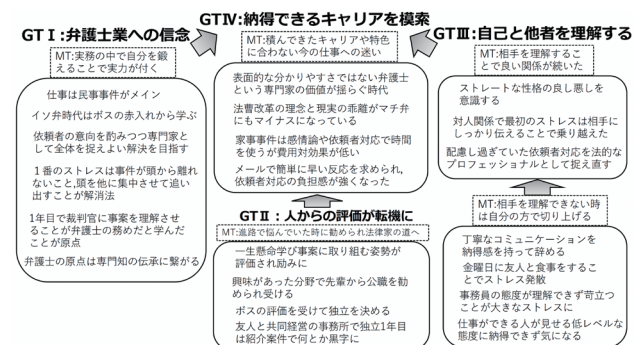 GTⅠ:弁護士業への信念
MT:実務の中で自分を鍛
えることで実力が付く
仕事は民事事件がメイン
イソ弁時代はボスの赤入れから学ぶ
依頼者の意向を酌みつつ専門家と
して全体を捉えよい解決を目指す
1番のストレスは事件が頭から離れ
ないこと,頭を他に集中させて追い
出すことが解消法
1年目で裁判官に事案を理解させ
ることが弁護士の務めだと学んだ
ことが原点
弁護士の原点は専門知の伝承に繋がる
GTⅣ:納得できるキャリアを模索
MT:積んできたキャリアや特色
に合わない今の仕事への迷い
表面的な分かりやすさではない弁護士
という専門家の価値が揺らぐ時代
法曹改革の理念と現実の乖離がマチ弁
にもマイナスになっている
家事事件は感情論や依頼者対応で時間
を使うが費用対効果が低い
メールで簡単に早い反応を求められ,
依頼者対応の負担感が強くなった
GTⅡ:人からの評価が転機に
MT:進路で悩んでいた時に勧められ法律家の道へ
一生懸命学び事案に取り組む姿勢が
評価され励みに
興味があった分野で先輩から公職を勧
められ受ける
ボスの評価を受けて独立を決める
友人と共同経営の事務所で独立1年目
は紹介案件で何とか黒字に
GTⅢ:自己と他者を理解する
MT:相手を理解するこ
とで良い関係が続いた
ストレートな性格の良し悪しを
意識する
対人関係で最初のストレスは相手に
しっかり伝えることで乗り越えた
配慮し過ぎていた依頼者を法的な
プロフェッショナルとして捉え直す
MT:相手を理解できない時
は自分の方で切り上げる
丁寧なコミュニケーションを
納得感を持って辞める
金曜日に友人と食事をするこ
とでストレス発散
事務員の態度が理解できず苛立つ
ことが大きなストレスに
仕事ができる人が見せる低レベルな
態度に納得できず気になる